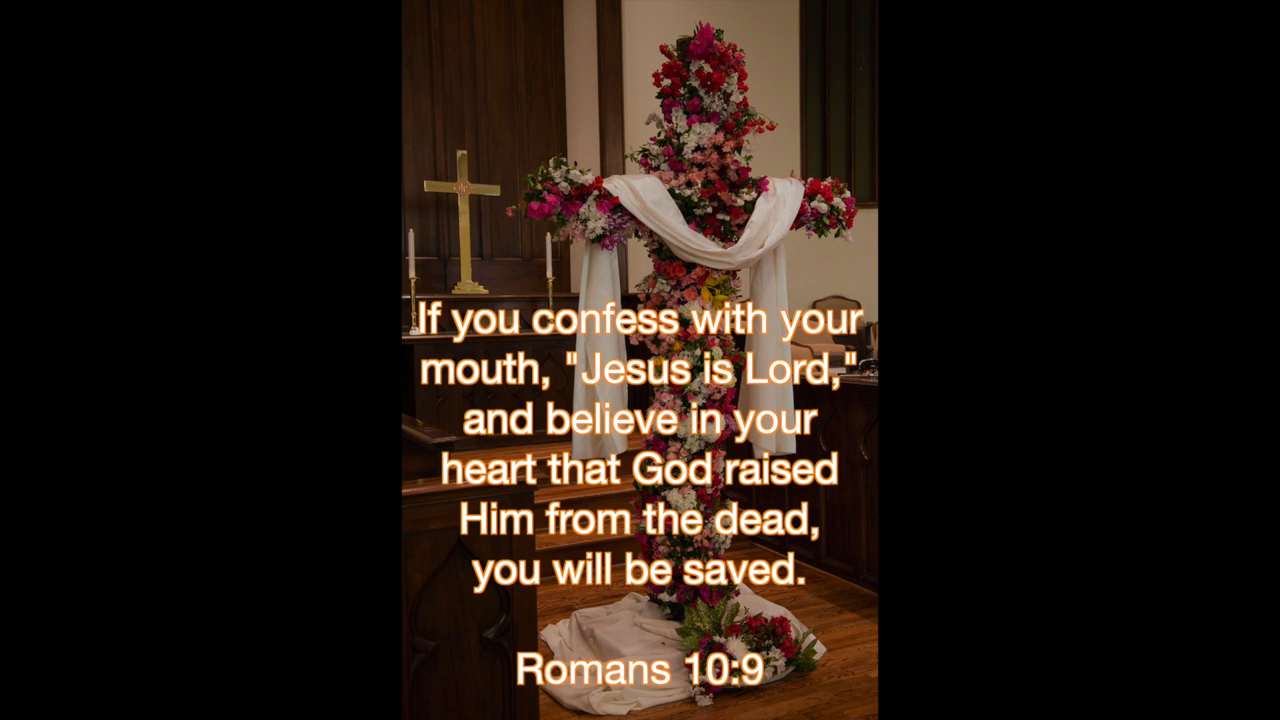 If you confess with your
mouth, "Jesus is Lord,"
and believe in your
heart that God raised
Him from the dead,
you will be saved.
Romans 10:9